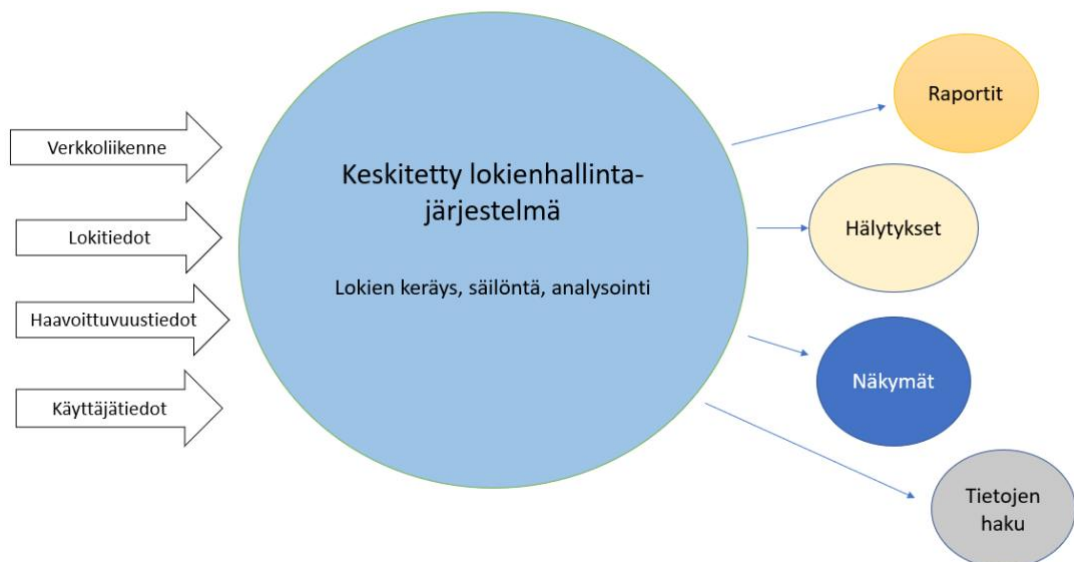 Verkkoliikenne
Lokitiedot
Haavoittuvuustiedot
Käyttäjätiedot
Keskitetty lokienhallinta-
järjestelmä
Lokien keräys, säilöntä, analysointi
Raportit
Hälytykset
Näkymät
Tietojen
haku